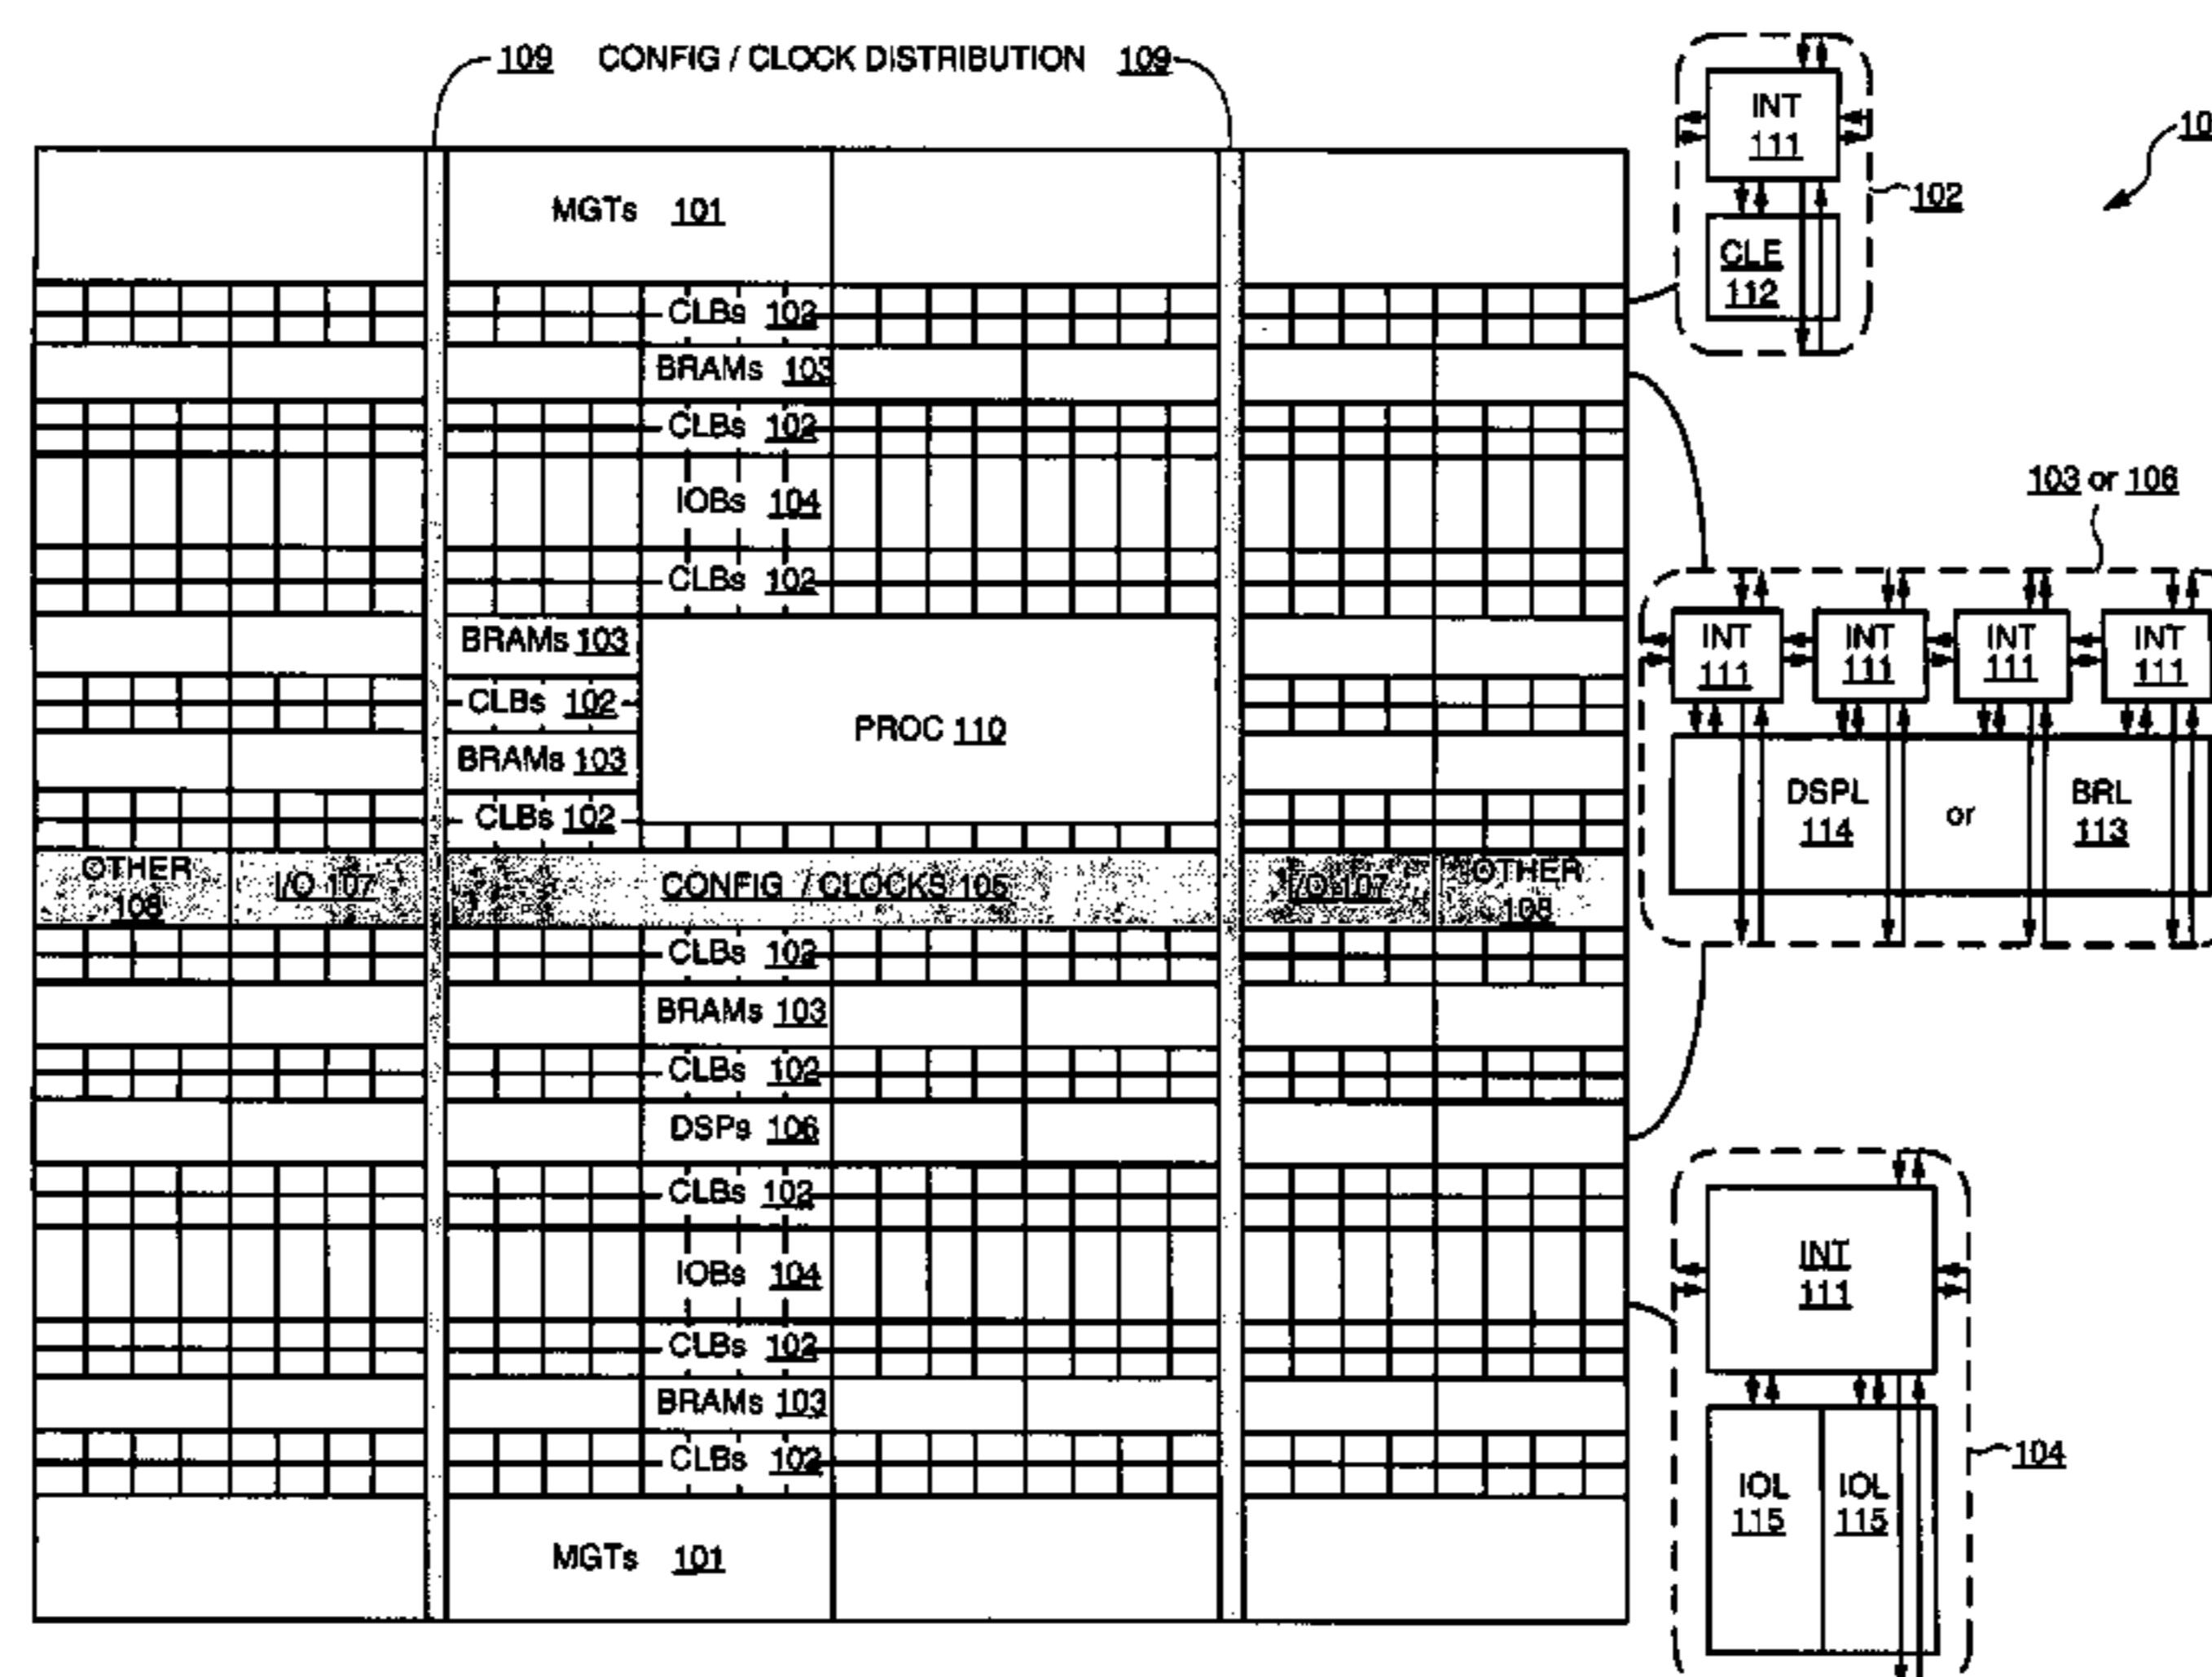 109 CONFIG / CLOCK DISTRIBUTION 109
MGTs 101
CLBs 102
BRAMs 103
CLBs 102
IOBs 104
CLBs 102
BRAMs 103
CLBs 102
BRAMs 103
CLBs 102
PROC 110
OTHER
108
I/O 107
CONFIG / CLOCKS 105
I/O 107
OTHER
108
CLBs 102
BRAMs 103
CLBs 102
DSPs 106
CLBs 102
IOBs 104
CLBs 102
BRAMs 103
CLBs 102
MGTs 101
INT
111
CLE
112
102
103 or 106
INT
111
INT
111
INT
111
INT
111
DSPL
114
or
BRL
113
INT
111
IOL
115
IOL
115
104